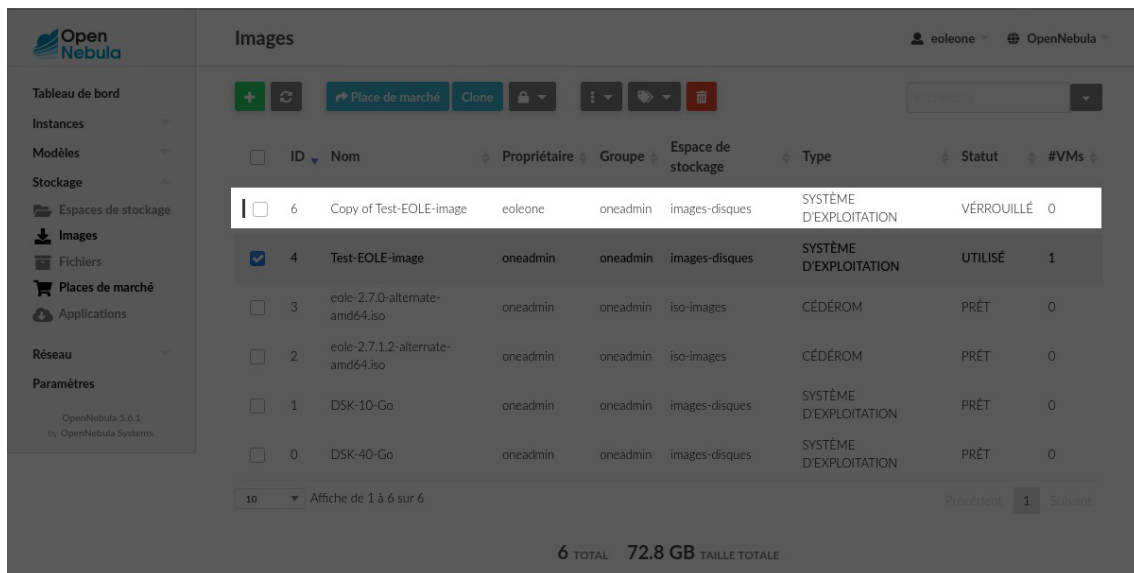 Open
Nebula
Images
eoleone
OpenNebula
Tableau de bord
Instances
Modèles
Stockage
Espaces de stockage
Images
Fichiers
Places de marché
Applications
Réseau
Paramètres
OpenNebula 5.6.1
by OpenNebula Systems.
Place de marché Clone
ID Nom Propriétaire Groupe Espace de stockage Type Statut #VMs
6 Copy of Test-EOLE-image eoleone oneadmin images-disques SYSTÈME D'EXPLOITATION VÉRROUILLÉ 0
4 Test-EOLE-image oneadmin oneadmin images-disques SYSTÈME D'EXPLOITATION UTILISÉ 1
3 eole-2.7.0-alternate-amd64.iso oneadmin oneadmin iso-images CÉDÉROM PRÊT 0
2 eole-2.7.1.2-alternate-amd64.iso oneadmin oneadmin iso-images CÉDÉROM PRÊT 0
1 DSK-10-Go oneadmin oneadmin images-disques SYSTÈME D'EXPLOITATION PRÊT 0
0 DSK-40-Go oneadmin oneadmin images-disques SYSTÈME D'EXPLOITATION PRÊT 0
10 Affiche de 1 à 6 sur 6
Précédent 1 Suivant
6 TOTAL 72.8 GB TAILLE TOTALE